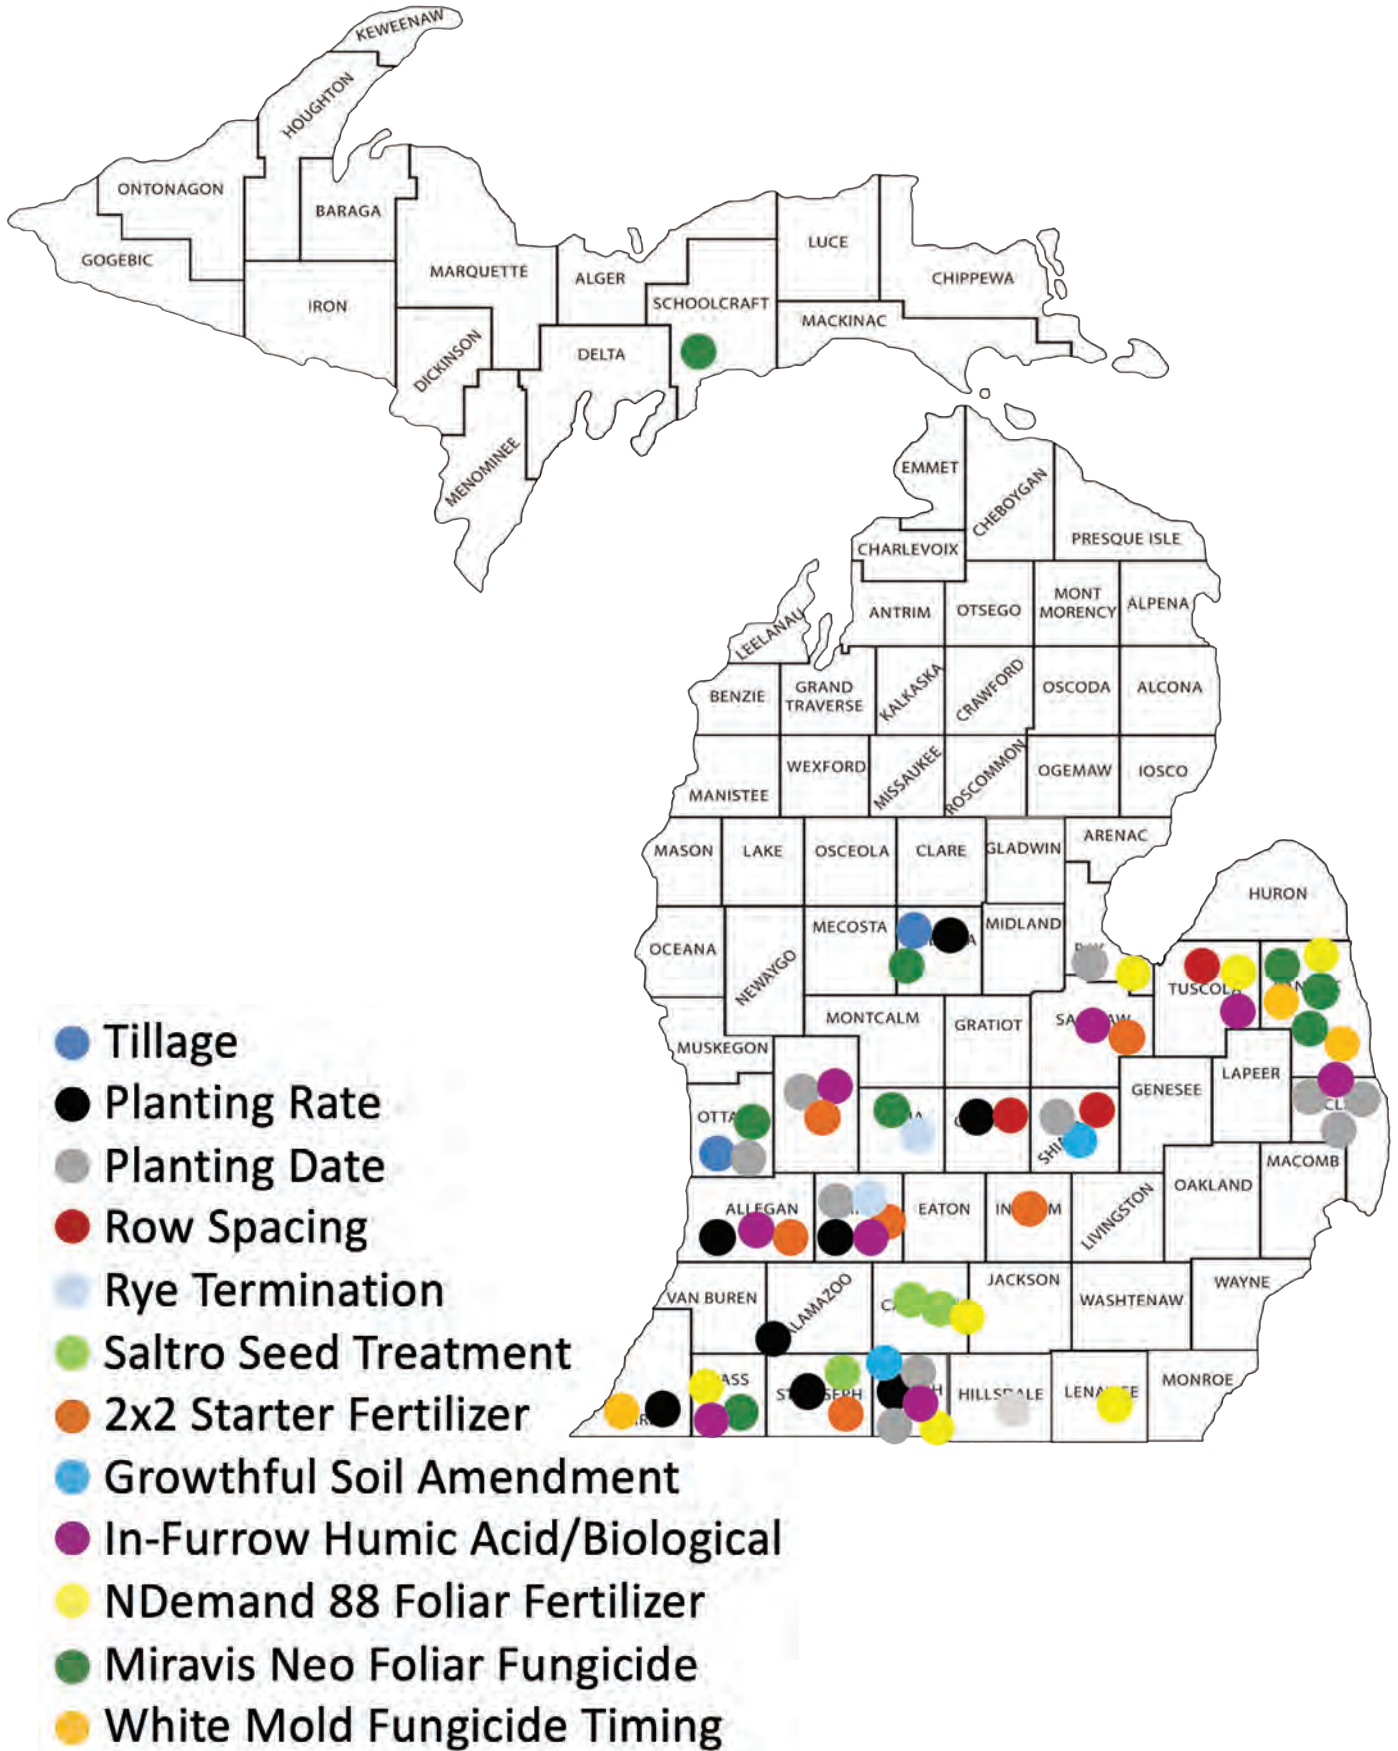 KEWEENAW
HOUGHTON
ONTONAGON
BARAGA
GOGEBIC
MARQUETTE
LUCE
ALGER
CHIPPEWA
IRON
SCHOOLCRAFT
MACKINAC
DICKINSON
DELTA
MENOMINEE
EMMET
CHEBOYGAN
PRESQUE ISLE
CHARLEVOIX
ANTRIM
OTSEGO
MONT
MORENCY
ALPENA
LEELANAU
BENZIE
GRAND
TRAVERSE
KALKASKA
CRAWFORD
OSCODA
ALCONA
MANISTEE
WEXFORD
MISSAUKEE
ROSCOMMON
OGEMAW
IOSCO
MASON
LAKE
OSCEOLA
CLARE
GLADWIN
ARENAC
HURON
OCEANA
NEWAYGO
MECOSTA
MIDLAND
TUSCOLA
MUSKEGON
MONTCALM
GRATIOT
GENESEE
LAPEER
MACOMB
ALLEGAN
EATON
LIVINGSTON
OAKLAND
VAN BUREN
JACKSON
WASHTENAW
WAYNE
MONROE
Tillage
Planting Rate
Planting Date
Row Spacing
Rye Termination
Saltro Seed Treatment
2x2 Starter Fertilizer
Growthful Soil Amendment
In-Furrow Humic Acid/Biological
NDemand 88 Foliar Fertilizer
Miravis Neo Foliar Fungicide
White Mold Fungicide Timing